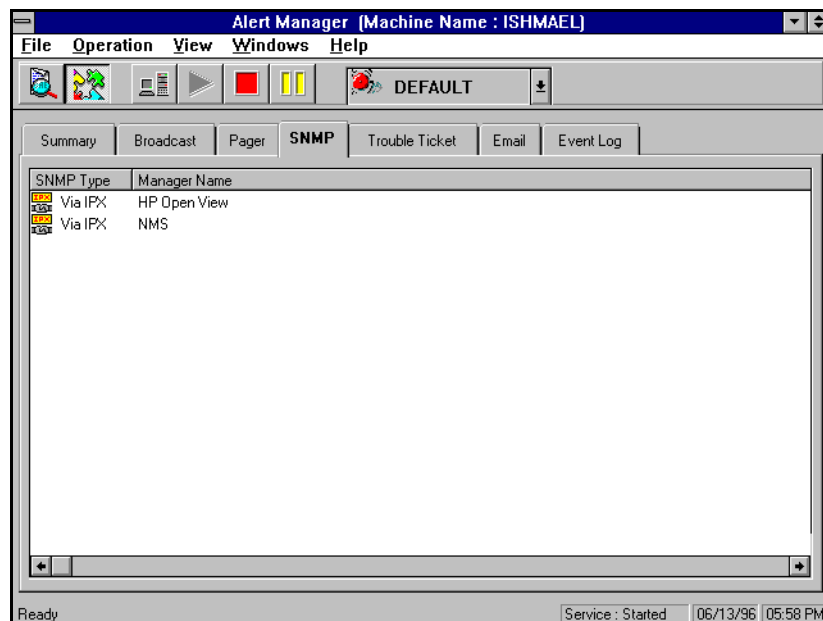 Alert Manager (Machine Name : ISHMAEL)
File Operation View Windows Help
DEFAULT
Summary Broadcast Pager SNMP Trouble Ticket Email Event Log
SNMP Type Manager Name
IPX Via IPX HP Open View
IPX Via IPX NMS
Ready Service : Started 06/13/96 05:58 PM